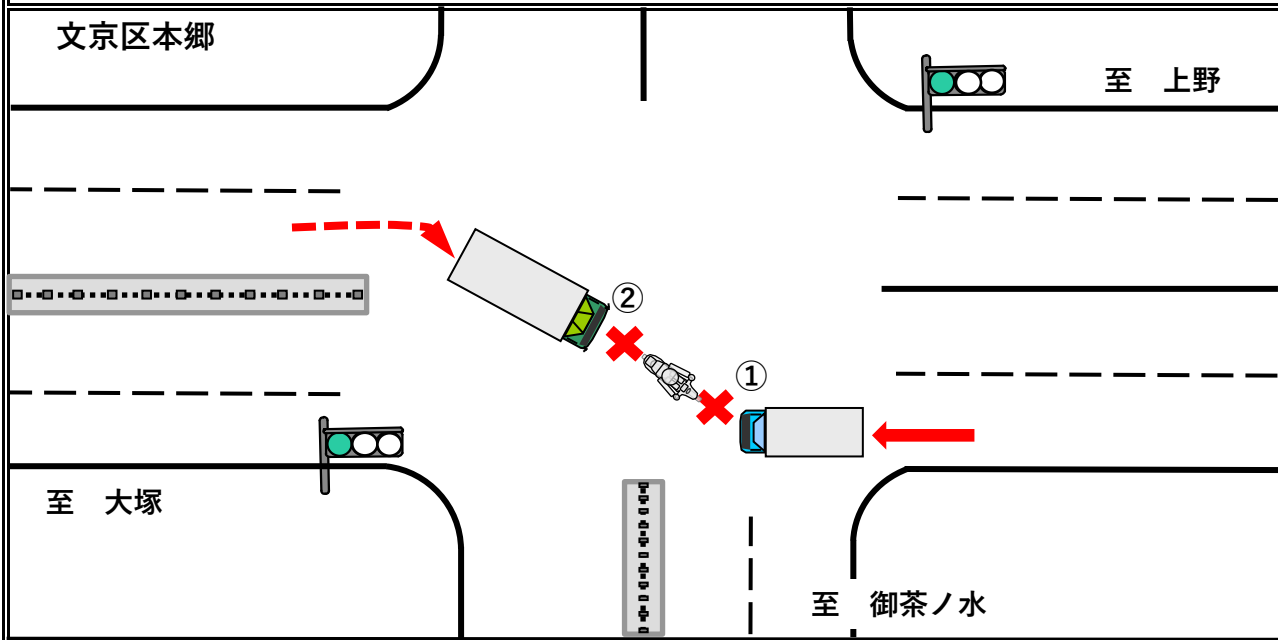 文京区本郷
至　上野
②
①
至　大塚
至　御茶ノ水